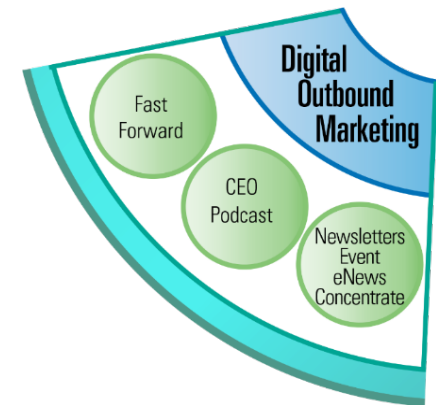 Digital
Outbound
Marketing
Fast
Forward
CEO
Podcast
Newsletters
Event
eNews
Concentrate